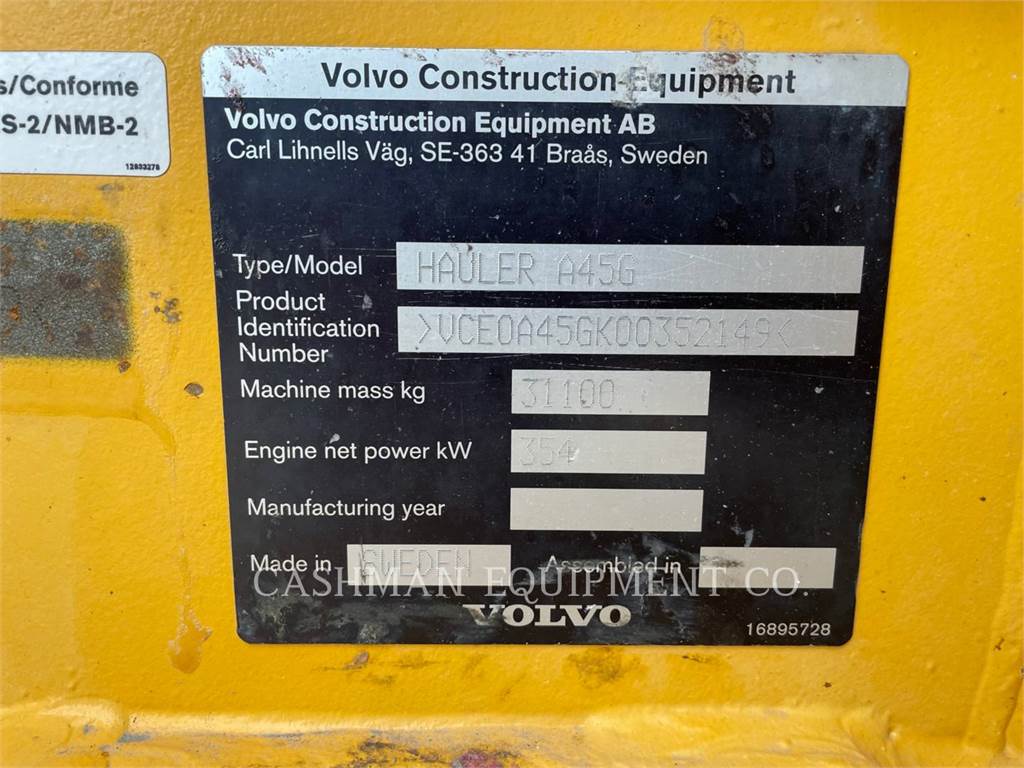 s/Conforme
S-2/NMB-2
12833278
Volvo Construction Equipment
Volvo Construction Equipment AB
Carl Lihnells Väg, SE-363 41 Braås, Sweden
Type/Model HAULER A45G
Product
Identification
Number >VCE0A45GK00352149<
Machine mass kg 31100
Engine net power kW 354
Manufacturing year
Made in SWEDEN Assembled in
CASHMAN EQUIPMENT CO.
VOLVO
16895728